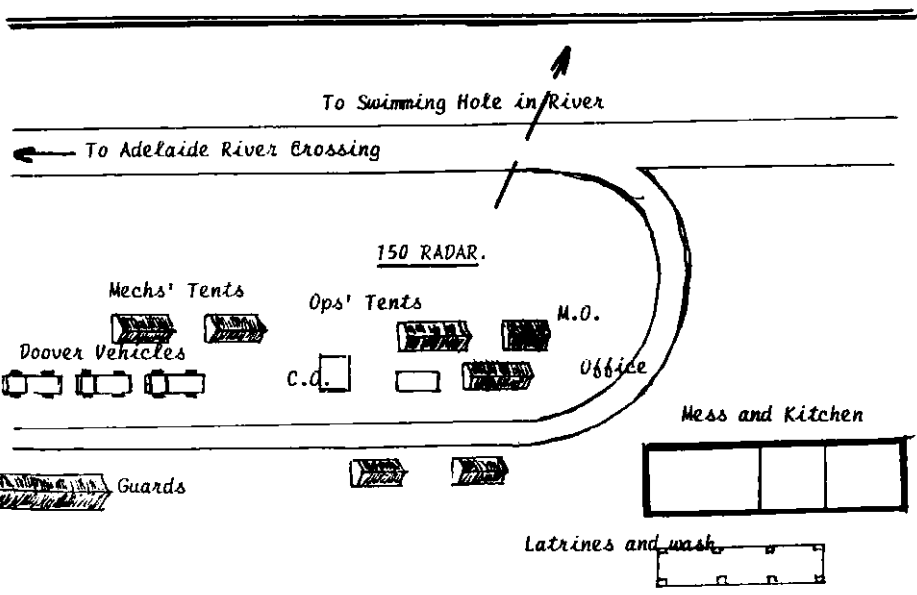 To Swimming Hole in River
To Adelaide River Crossing
150 RADAR.
Mechs' Tents
Ops' Tents
M.O.
Doover Vehicles
C.O.
Office
Mess and Kitchen
Guards
Latrines and wash